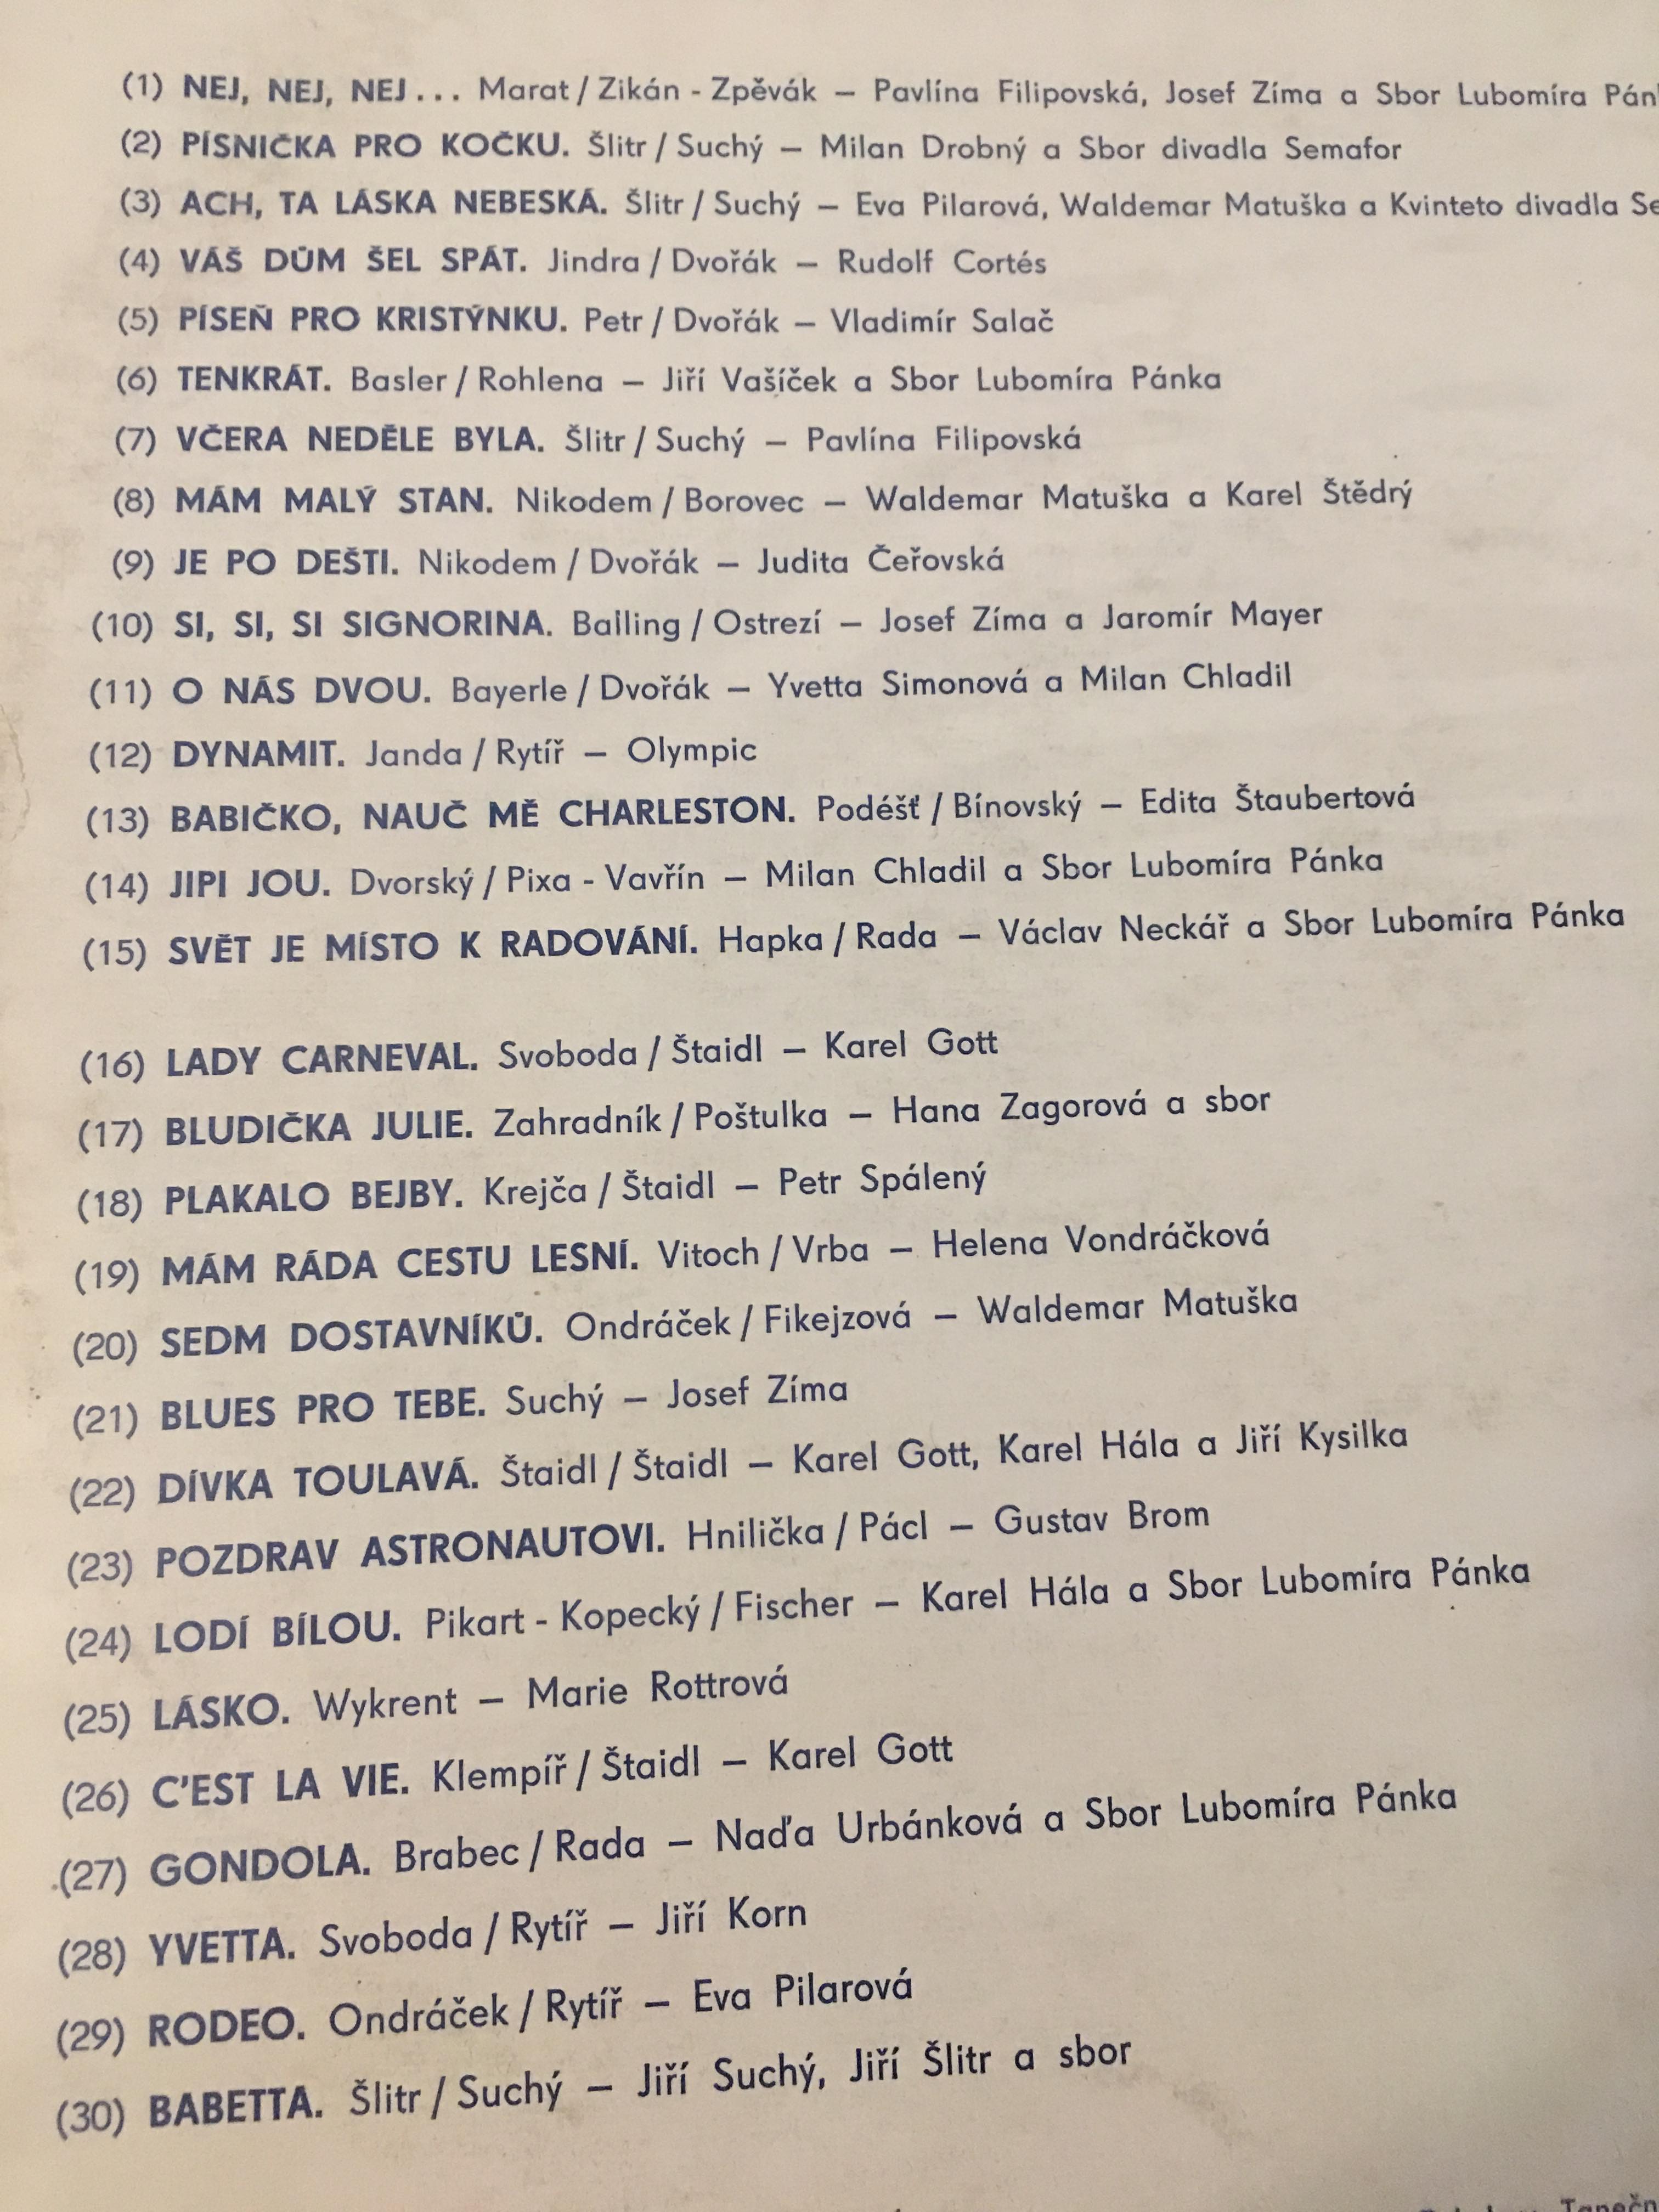 (1) NEJ, NEJ, NEJ... Marat / Zikán - Zpěvák – Pavlína Filipovská, Josef Zíma a Sbor Lubomíra
(2) PÍSNIČKA PRO KOČKU. Šlitr / Suchý – Milan Drobný a Sbor divadla Semafor
(3) ACH, TA LÁSKA NEBESKÁ. Šlitr / Suchý – Eva Pilarová, Waldemar Matuška a Kvinteto divadla
(4) VÁŠ DŮM ŠEL SPÁT. Jindra / Dvořák – Rudolf Cortés
(5) PÍSEŇ PRO KRISTÝNKU. Petr / Dvořák – Vladimír Salač
(6) TENKRÁT. Basler / Rohlena – Jiří Vašíček a Sbor Lubomíra Pánka
(7) VČERA NEDĚLE BYLA. Šlitr / Suchý – Pavlína Filipovská
(8) MÁM MALÝ STAN. Nikodem / Borovec – Waldemar Matuška a Karel Štědrý
(9) JE PO DEŠTI. Nikodem / Dvořák – Judita Čeřovská
(10) SI, SI, SI SIGNORINA. Bailing / Ostrezí – Josef Zíma a Jaromír Mayer
(11) O NÁS DVOU. Bayerle / Dvořák – Yvetta Simonová a Milan Chladil
(12) DYNAMIT. Janda / Rytíř – Olympic
(13) BABIČKO, NAUČ MĚ CHARLESTON. Podéšť / Bínovský – Edita Štaubertová
(14) JIPI JOU. Dvorský / Pixa - Vavřín – Milan Chladil a Sbor Lubomíra Pánka
(15) SVĚT JE MÍSTO K RADOVÁNÍ. Hapka / Rada – Václav Neckář a Sbor Lubomíra Pánka
(16) LADY CARNEVAL. Svoboda / Štaidl – Karel Gott
(17) BLUDIČKA JULIE. Zahradník / Poštulka – Hana Zagorová a sbor
(18) PLAKALO BEJBY. Krejča / Štaidl – Petr Spálený
(19) MÁM RÁDA CESTU LESNÍ. Vitoch / Vrba – Helena Vondráčková
(20) SEDM DOSTAVNÍKŮ. Ondráček / Fikejzová – Waldemar Matuška
(21) BLUES PRO TEBE. Suchý – Josef Zíma
(22) DÍVKA TOULAVÁ. Štaidl / Štaidl – Karel Gott, Karel Hála a Jiří Kysilka
(23) POZDRAV ASTRONAUTOVI. Hnilička / Pácl – Gustav Brom
(24) LODÍ BÍLOU. Pikart - Kopecký / Fischer – Karel Hála a Sbor Lubomíra Pánka
(25) LÁSKO. Wykrent – Marie Rottrová
(26) C'EST LA VIE. Klempíř / Štaidl – Karel Gott
(27) GONDOLA. Brabec / Rada – Naďa Urbánková a Sbor Lubomíra Pánka
(28) YVETTA. Svoboda / Rytíř – Jiří Korn
(29) RODEO. Ondráček / Rytíř – Eva Pilarová
(30) BABETTA. Šlitr / Suchý – Jiří Suchý, Jiří Šlitr a sbor